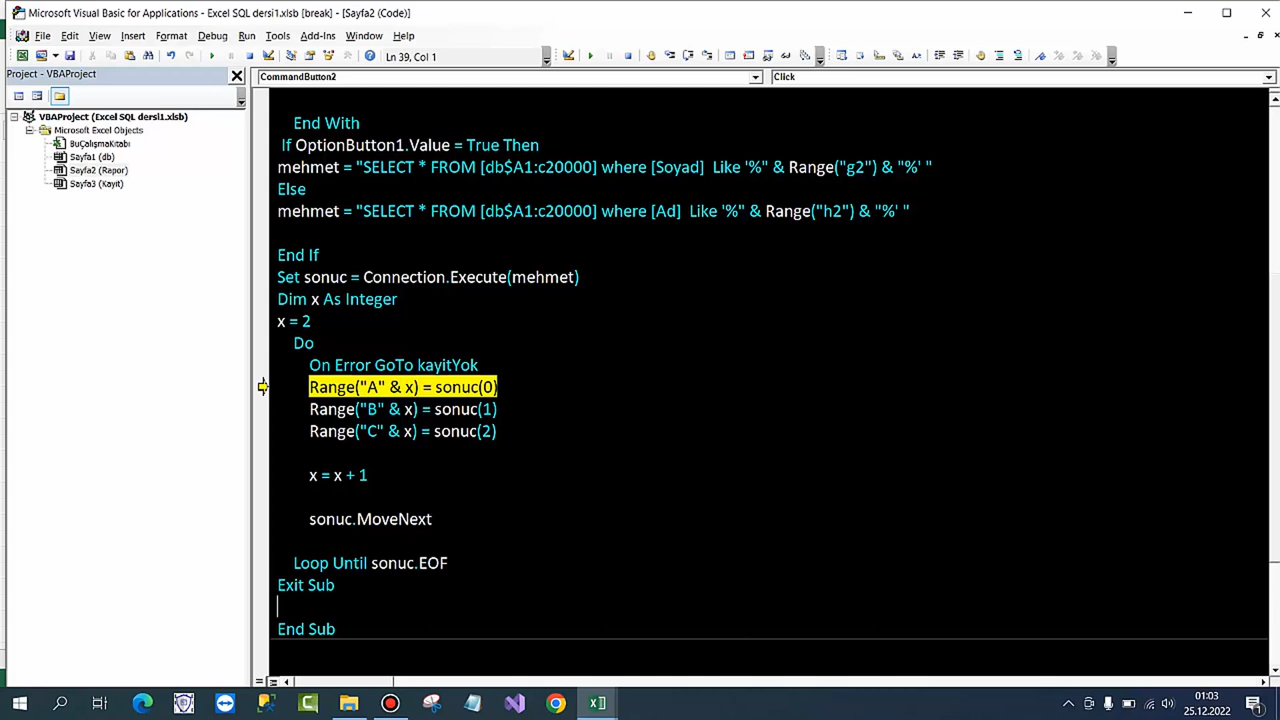 Microsoft Visual Basic for Applications - Excel SQL dersi1.xlsb [break] - [Sayfa2 (Code)]
File Edit View Insert Format Debug Run Tools Add-Ins Window Help
Ln 39, Col 1
Project - VBAProject
CommandButton2
Click
VBAProject (Excel SQL dersi1.xlsb)
Microsoft Excel Objects
BuÇalışmaKitabı
Sayfa1 (db)
Sayfa2 (Rapor)
Sayfa3 (Kayıt)
End With
If OptionButton1.Value = True Then
mehmet = "SELECT * FROM [db$A1:c20000] where [Soyad]  Like '%" & Range("g2") & "%' "
Else
mehmet = "SELECT * FROM [db$A1:c20000] where [Ad]  Like '%" & Range("h2") & "%' "
End If
Set sonuc = Connection.Execute(mehmet)
Dim x As Integer
x = 2
Do
On Error GoTo kayitYok
Range("A" & x) = sonuc(0)
Range("B" & x) = sonuc(1)
Range("C" & x) = sonuc(2)
x = x + 1
sonuc.MoveNext
Loop Until sonuc.EOF
Exit Sub
End Sub
01:03
25.12.2022